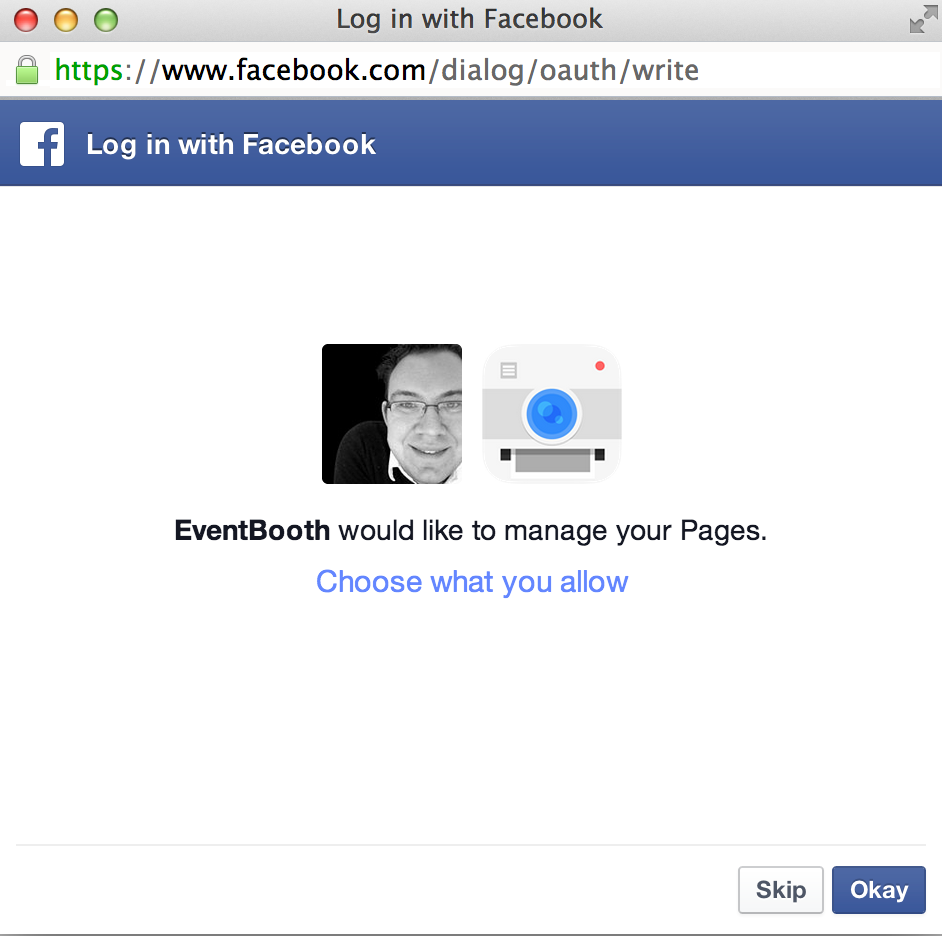 Log in with Facebook
https://www.facebook.com/dialog/oauth/write
Log in with Facebook
EventBooth would like to manage your Pages.
Choose what you allow
Skip Okay